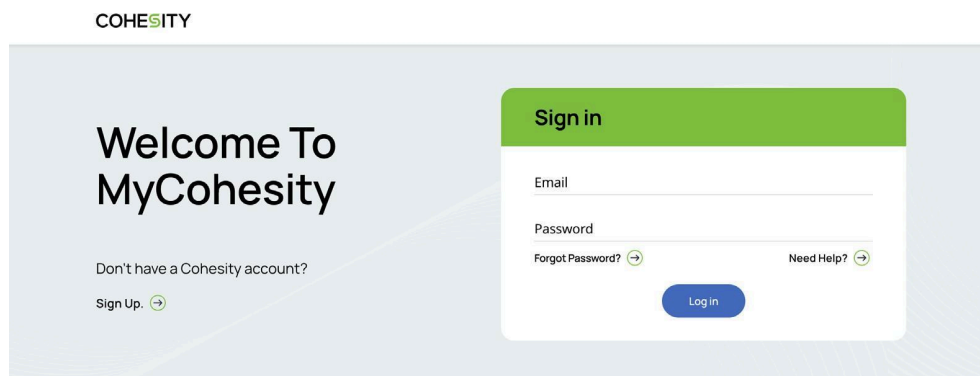 COHESITY
Welcome To
MyCohesity
Don't have a Cohesity account?
Sign Up.
Sign in
Email
Password
Forgot Password?
Need Help?
Log in